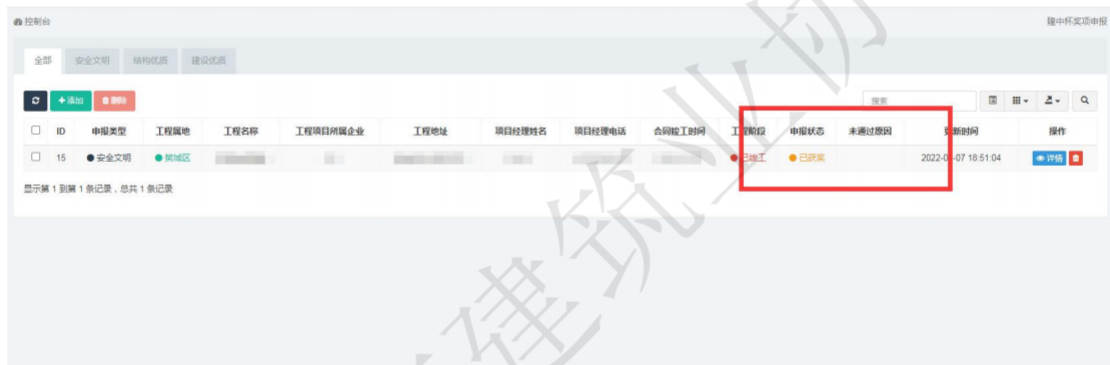 控制台 隆中杯奖项申报
全部 安全文明 结构优质 建设优质
添加 删除 搜索
ID 申报类型 工程属地 工程名称 工程项目所属企业 工程地址 项目经理姓名 项目经理电话 合同竣工时间 工程阶段 申报状态 未通过原因 更新时间 操作
15 安全文明 樊城区 已竣工 已获奖 18:51:04 详情
显示第 1 到第 1 条记录，总共 1 条记录
建筑业协